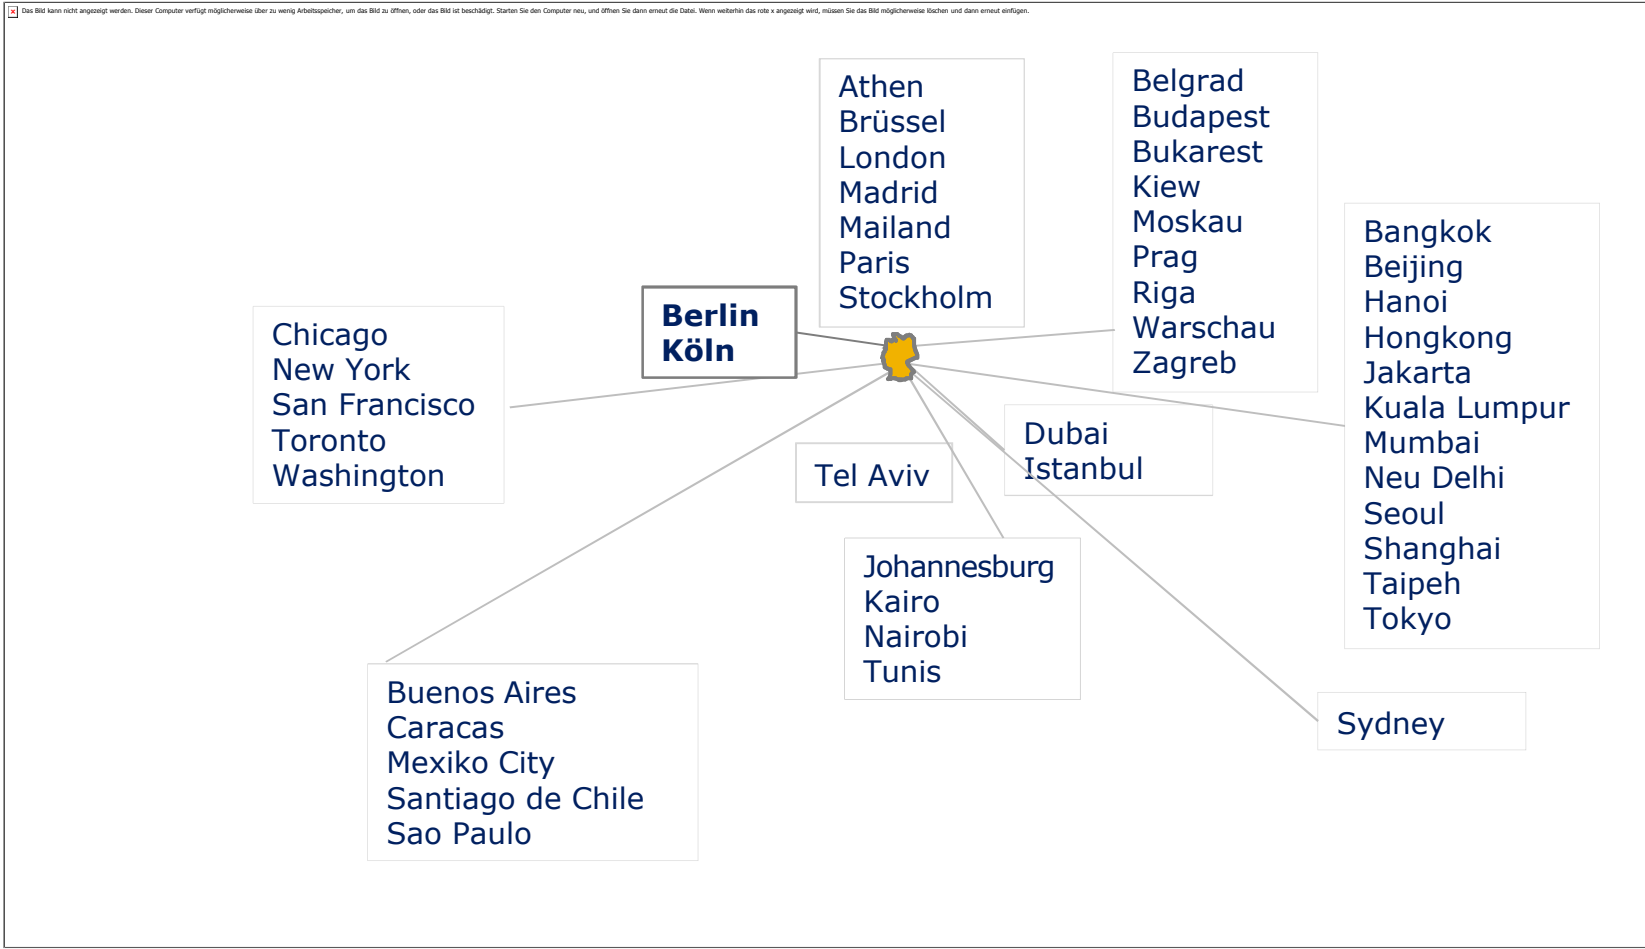 Das Bild kann nicht angezeigt werden. Dieser Computer verfügt möglicherweise über zu wenig Arbeitsspeicher, um das Bild zu öffnen, oder das Bild ist beschädigt. Starten Sie den Computer neu, und öffnen Sie dann erneut die Datei. Wenn weiterhin das rote x angezeigt wird, müssen Sie das Bild möglicherweise löschen und dann erneut einfügen.
Athen
Brüssel
London
Madrid
Mailand
Paris
Stockholm
Belgrad
Budapest
Bukarest
Kiew
Moskau
Prag
Riga
Warschau
Zagreb
Bangkok
Beijing
Hanoi
Hongkong
Jakarta
Kuala Lumpur
Mumbai
Neu Delhi
Seoul
Shanghai
Taipeh
Tokyo
Berlin
Köln
Chicago
New York
San Francisco
Toronto
Washington
Dubai
Istanbul
Tel Aviv
Johannesburg
Kairo
Nairobi
Tunis
Buenos Aires
Caracas
Mexiko City
Santiago de Chile
Sao Paulo
Sydney